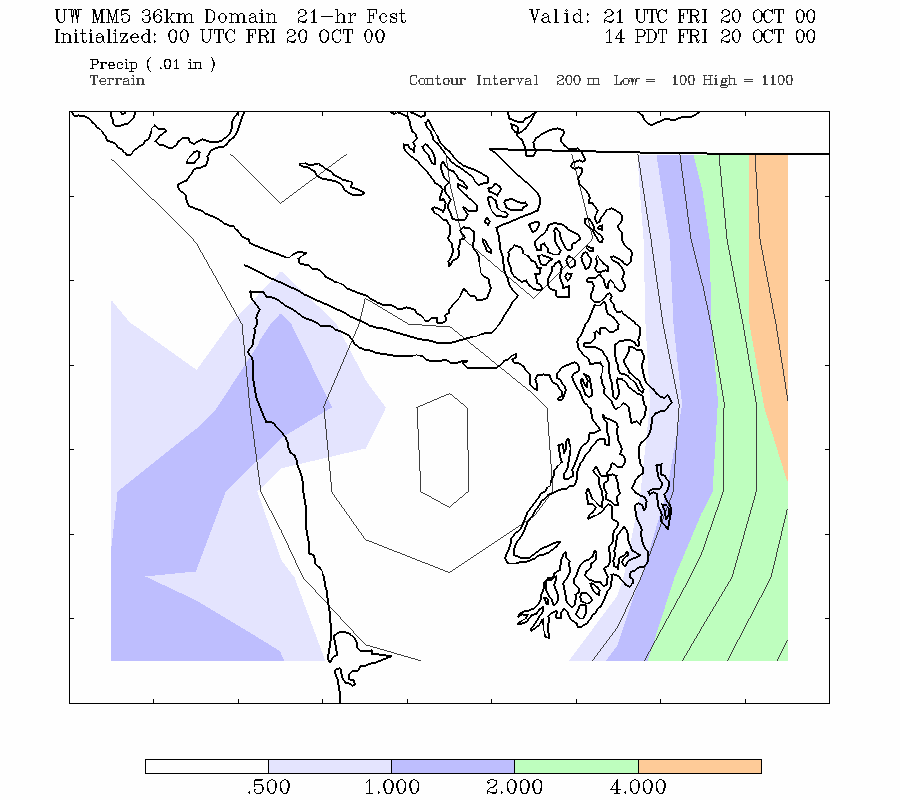 UW MM5 36km Domain 21-hr Fcst Valid: 21 UTC FRI 20 OCT 00
Initialized: 00 UTC FRI 20 OCT 00 14 PDT FRI 20 OCT 00
Precip ( .01 in )
Terrain Contour Interval 200 m Low = 100 High = 1100
.500 1.000 2.000 4.000